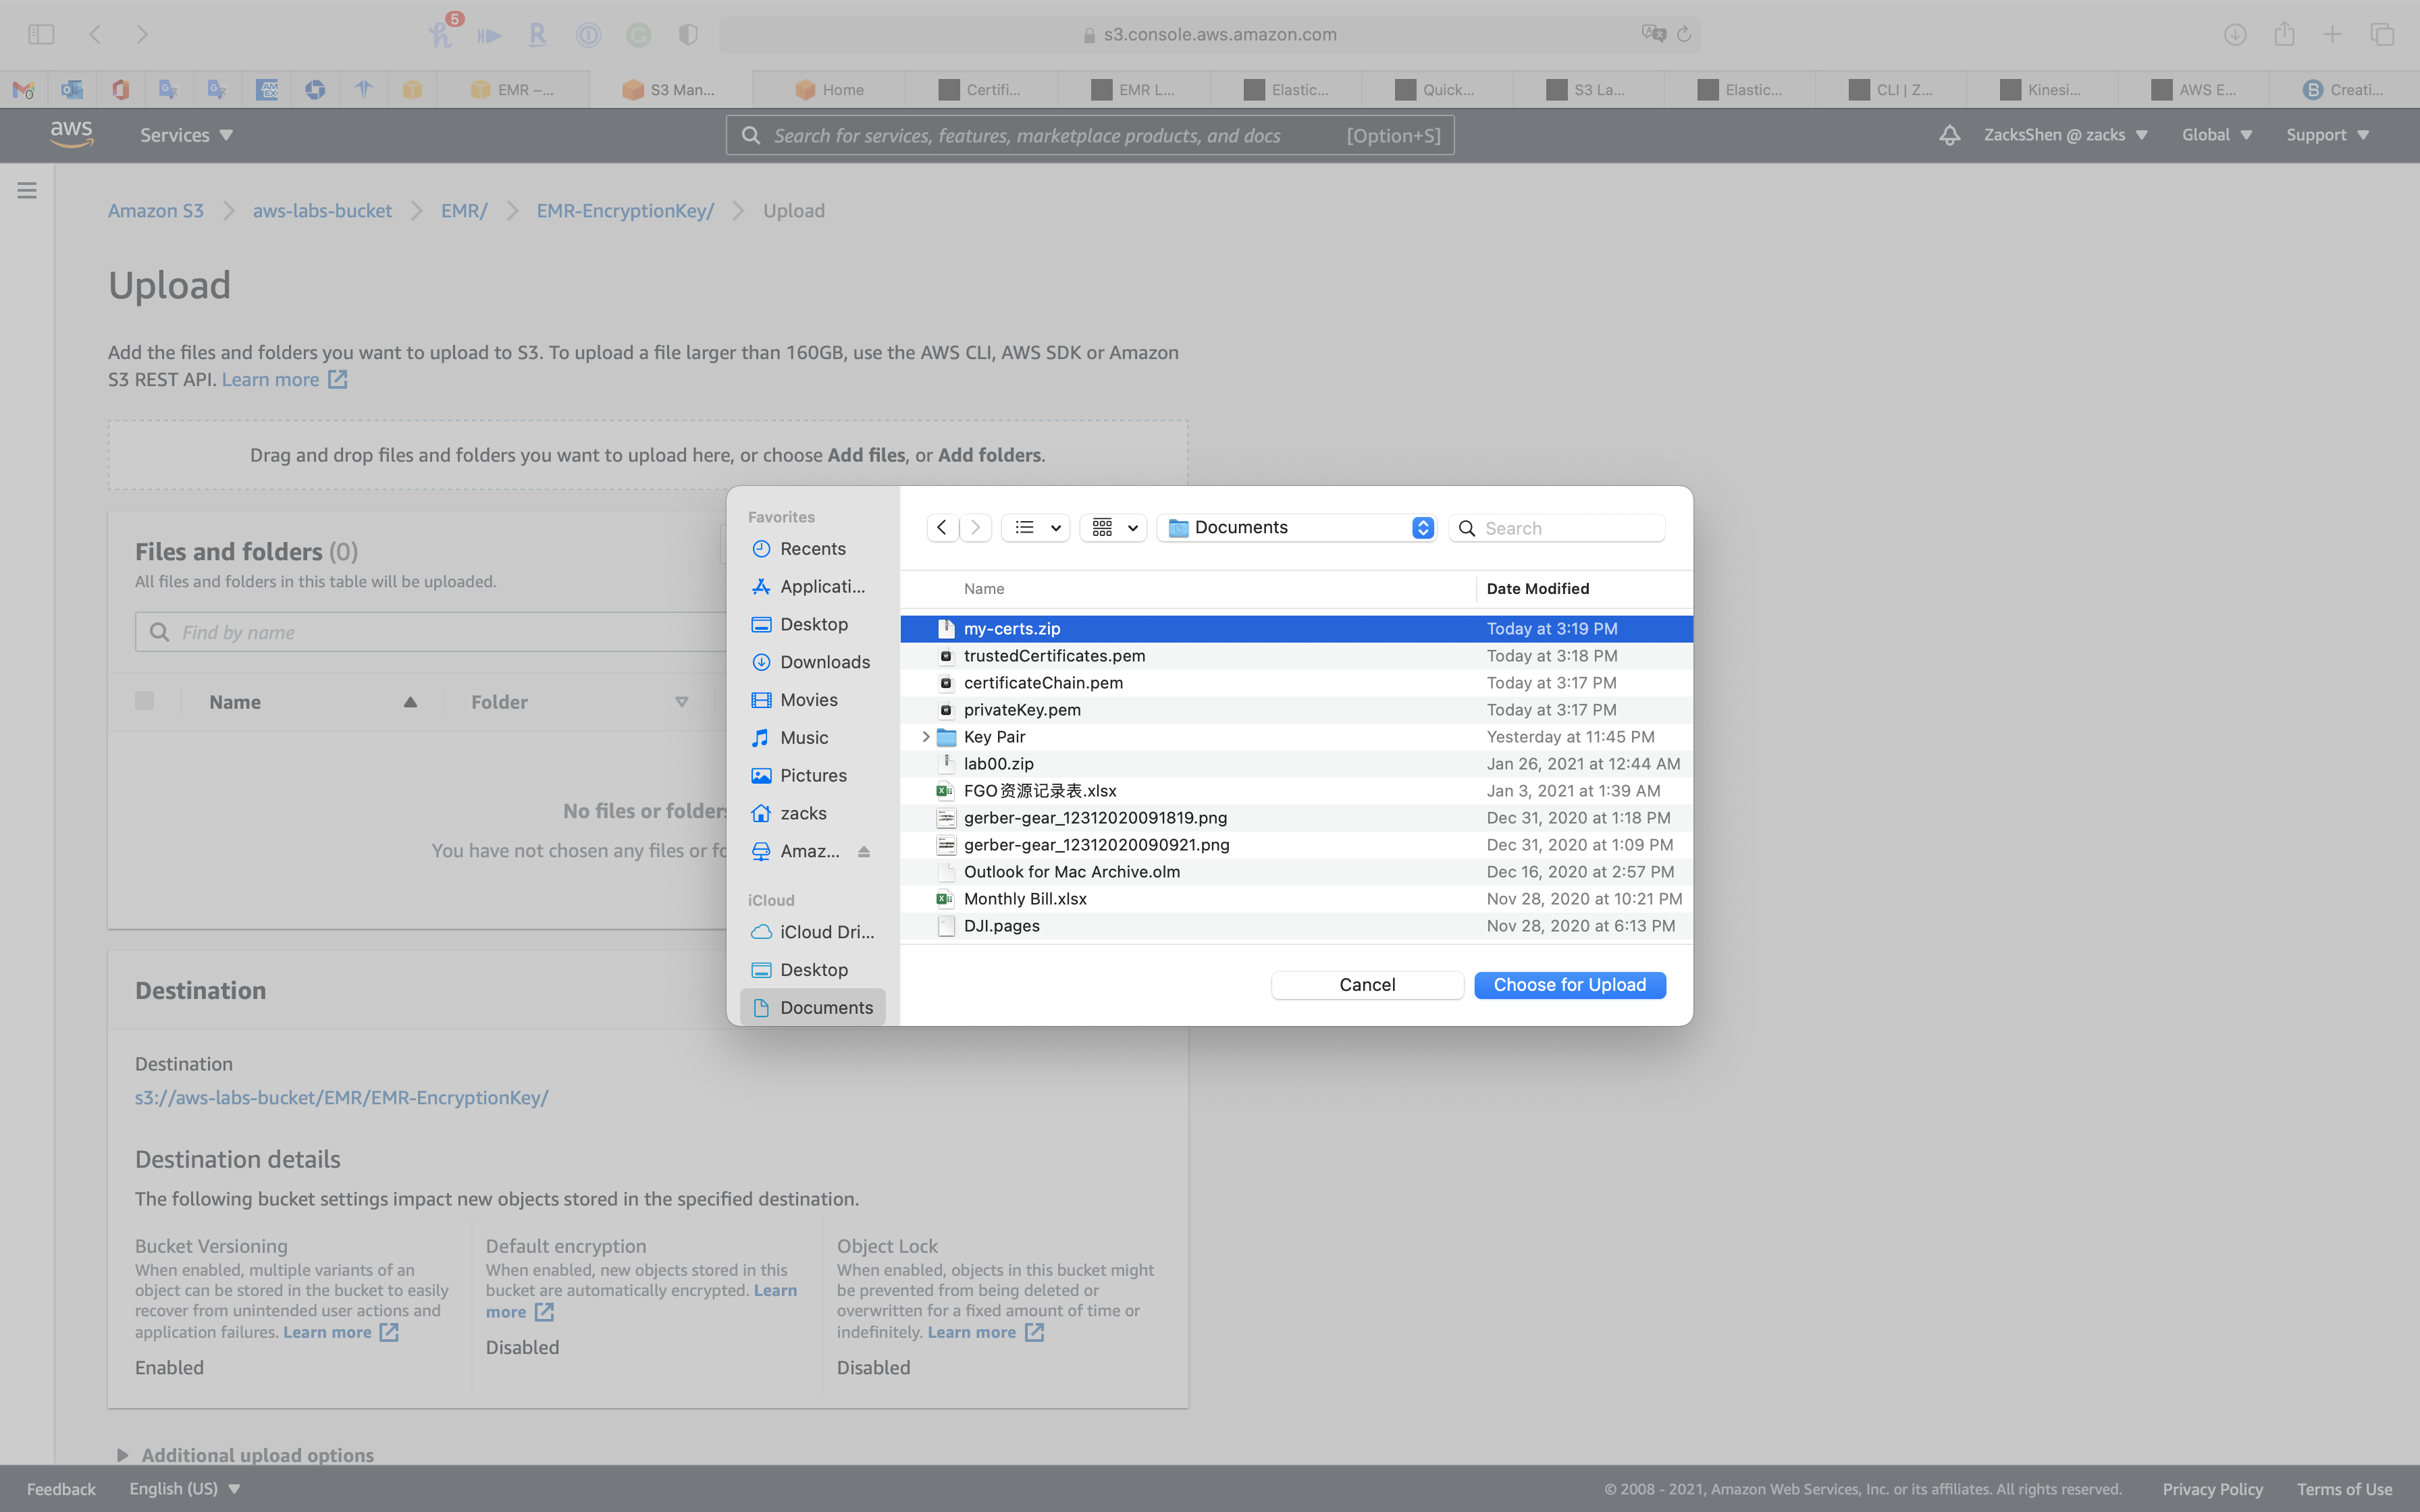 5
s3.console.aws.amazon.com
EMR –...
S3 Man...
Home
Certifi...
EMR L...
Elastic...
Quick...
S3 La...
Elastic...
CLI | Z...
Kinesi...
AWS E...
Creati...
aws
Services
Search for services, features, marketplace products, and docs
[Option+S]
ZacksShen @ zacks
Global
Support
Amazon S3
aws-labs-bucket
EMR/
EMR-EncryptionKey/
Upload
Upload
Add the files and folders you want to upload to S3. To upload a file larger than 160GB, use the AWS CLI, AWS SDK or Amazon
S3 REST API. Learn more
Drag and drop files and folders you want to upload here, or choose Add files, or Add folders.
Files and folders (0)
All files and folders in this table will be uploaded.
Find by name
Name
Folder
No files or folders
You have not chosen any files or fo
Favorites
Recents
Applicati...
Desktop
Downloads
Movies
Music
Pictures
zacks
Amaz...
iCloud
iCloud Dri...
Desktop
Documents
Documents
Search
Name
Date Modified
my-certs.zip
Today at 3:19 PM
trustedCertificates.pem
Today at 3:18 PM
certificateChain.pem
Today at 3:17 PM
privateKey.pem
Today at 3:17 PM
Key Pair
Yesterday at 11:45 PM
lab00.zip
Jan 26, 2021 at 12:44 AM
FGO资源记录表.xlsx
Jan 3, 2021 at 1:39 AM
gerber-gear_12312020091819.png
Dec 31, 2020 at 1:18 PM
gerber-gear_12312020090921.png
Dec 31, 2020 at 1:09 PM
Outlook for Mac Archive.olm
Dec 16, 2020 at 2:57 PM
Monthly Bill.xlsx
Nov 28, 2020 at 10:21 PM
DJI.pages
Nov 28, 2020 at 6:13 PM
Cancel
Choose for Upload
Destination
Destination
s3://aws-labs-bucket/EMR/EMR-EncryptionKey/
Destination details
The following bucket settings impact new objects stored in the specified destination.
Bucket Versioning
When enabled, multiple variants of an
object can be stored in the bucket to easily
recover from unintended user actions and
application failures. Learn more
Enabled
Default encryption
When enabled, new objects stored in this
bucket are automatically encrypted. Learn
more
Disabled
Object Lock
When enabled, objects in this bucket might
be prevented from being deleted or
overwritten for a fixed amount of time or
indefinitely. Learn more
Disabled
Additional upload options
Feedback
English (US)
© 2008 - 2021, Amazon Web Services, Inc. or its affiliates. All rights reserved.
Privacy Policy
Terms of Use